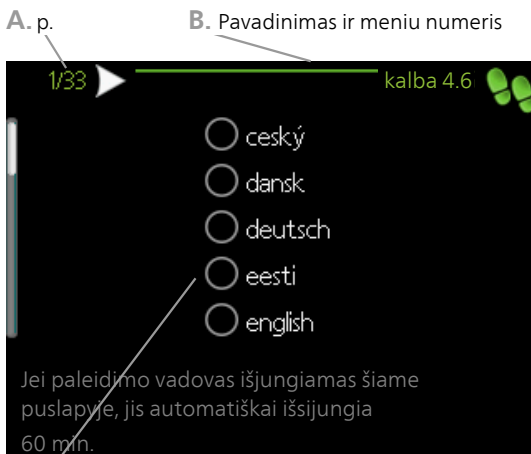 A. p.
B. Pavadinimas ir meniu numeris
1/33
kalba 4.6
ceský
dansk
deutsch
eesti
english
Jei paleidimo vadovas išjungiamas šiame
puslapyje, jis automatiškai išsijungia
60 min.